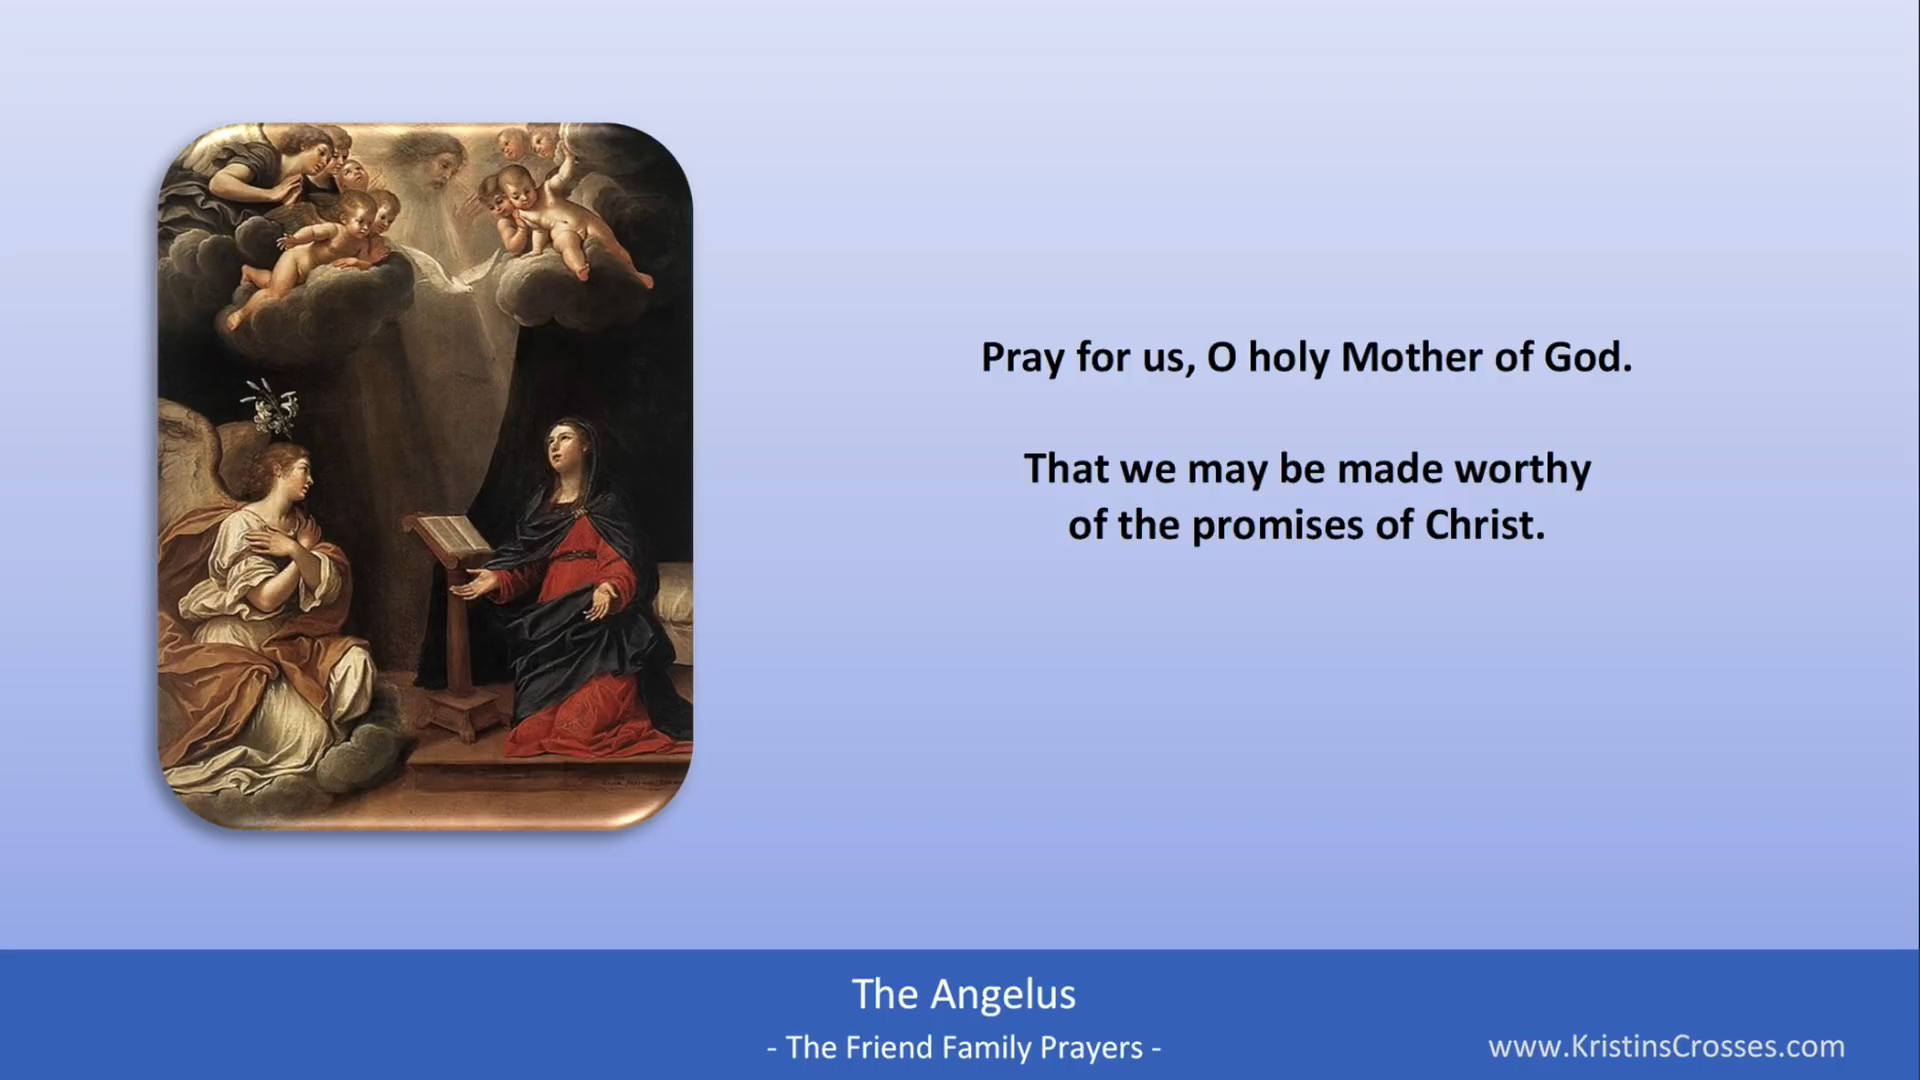 Pray for us, O holy Mother of God.
That we may be made worthy
of the promises of Christ.
The Angelus
- The Friend Family Prayers -
www.KristinsCrosses.com